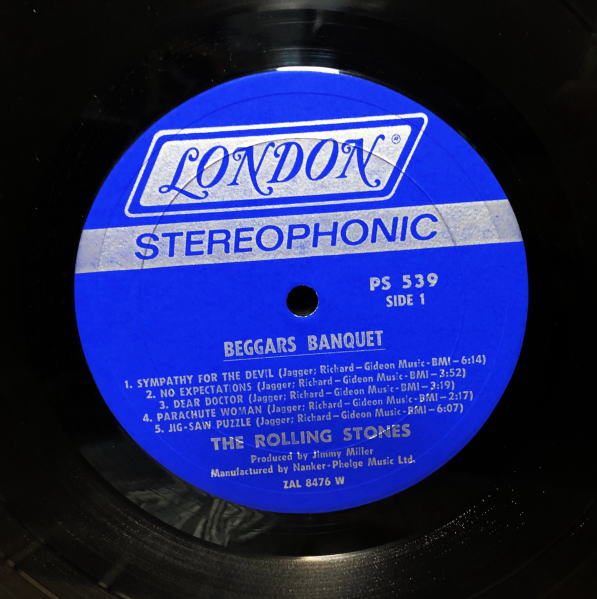 LONDON ®
STEREOPHONIC
PS 539
SIDE 1
BEGGARS BANQUET
1. SYMPATHY FOR THE DEVIL (Jagger; Richard-Gideon Music-BMI-6:14)
2. NO EXPECTATIONS (Jagger; Richard-Gideon Music-BMI-3:52)
3. DEAR DOCTOR (Jagger; Richard-Gideon Music-BMI-3:19)
4. PARACHUTE WOMAN (Jagger; Richard-Gideon Music-BMI-2:17)
5. JIG-SAW PUZZLE (Jagger; Richard-Gideon Music-BMI-6:07)
THE ROLLING STONES
Produced by Jimmy Miller
Manufactured by Nanker-Phelge Music Ltd.
ZAL 8476 W